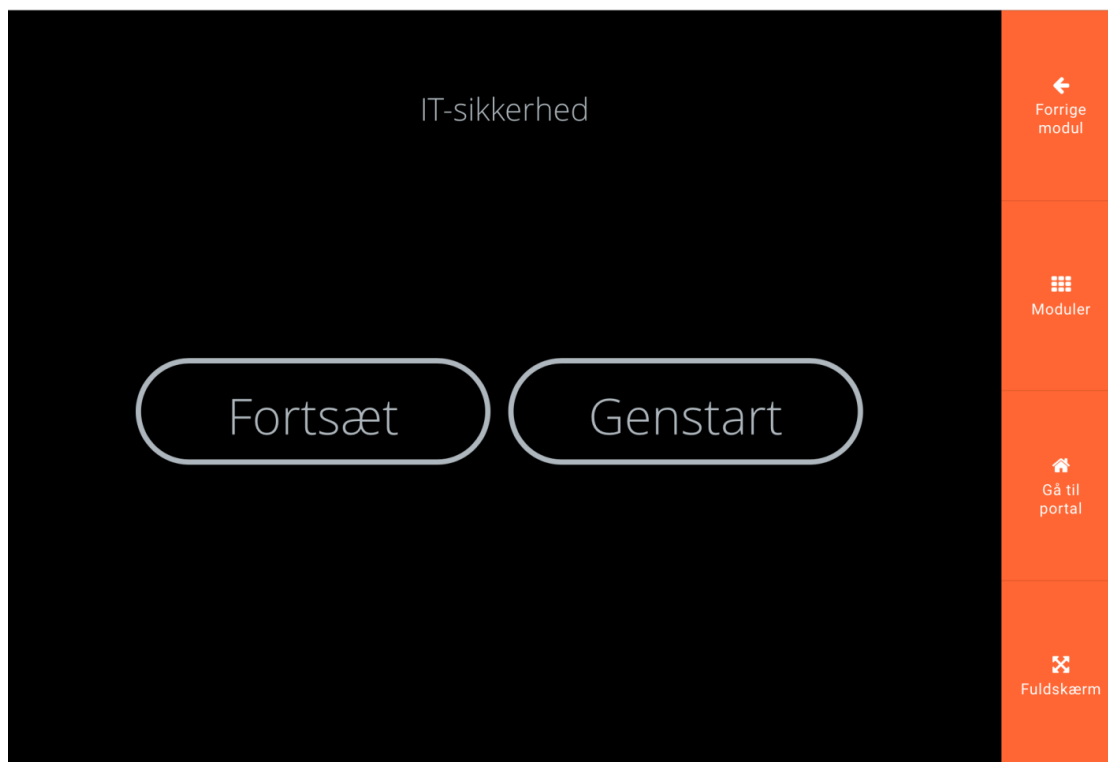 IT-sikkerhed
Fortsæt
Genstart
Forrige
modul
Moduler
Gå til
portal
Fuldskærm